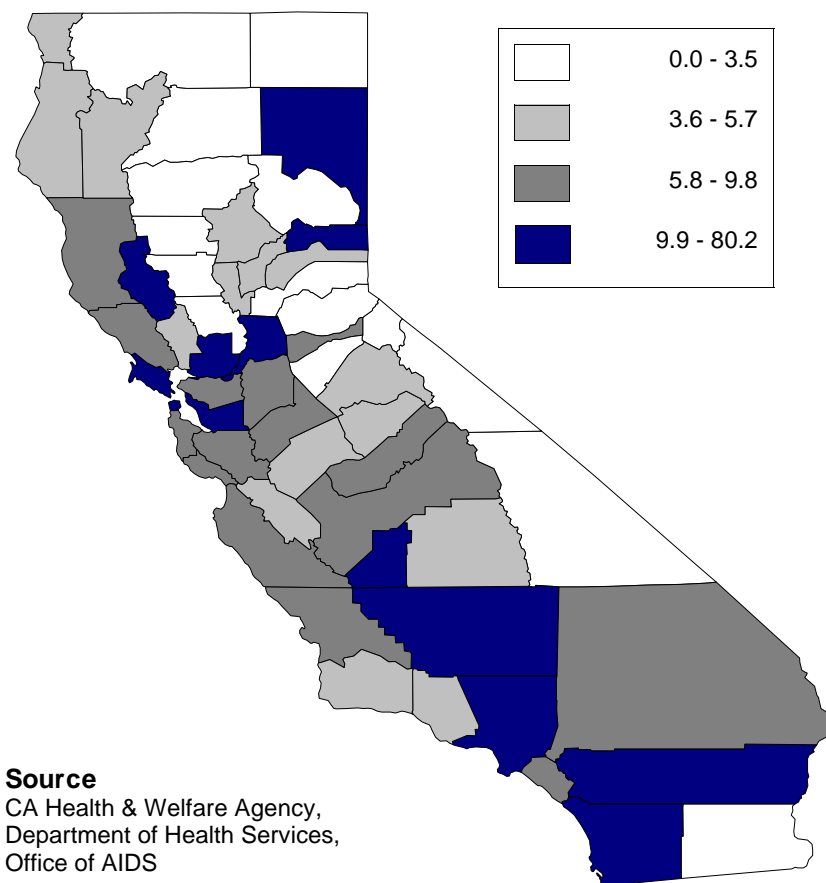 0.0 - 3.5
3.6 - 5.7
5.8 - 9.8
9.9 - 80.2
Source
CA Health & Welfare Agency,
Department of Health Services,
Office of AIDS